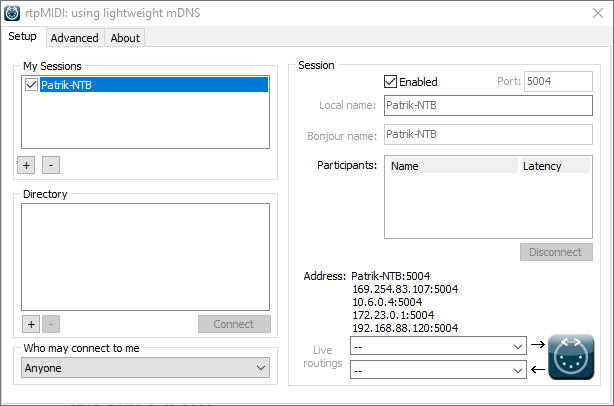 rtpMIDI: using lightweight mDNS
Setup
Advanced
About
My Sessions
Patrik-NTB
+
-
Directory
+
-
Connect
Who may connect to me
Anyone
Session
Enabled
Port:
5004
Local name:
Patrik-NTB
Bonjour name:
Patrik-NTB
Participants:
Name
Latency
Disconnect
Address:
Patrik-NTB:5004
169.254.83.107:5004
10.6.0.4:5004
172.23.0.1:5004
192.168.88.120:5004
Live
routings
--
--